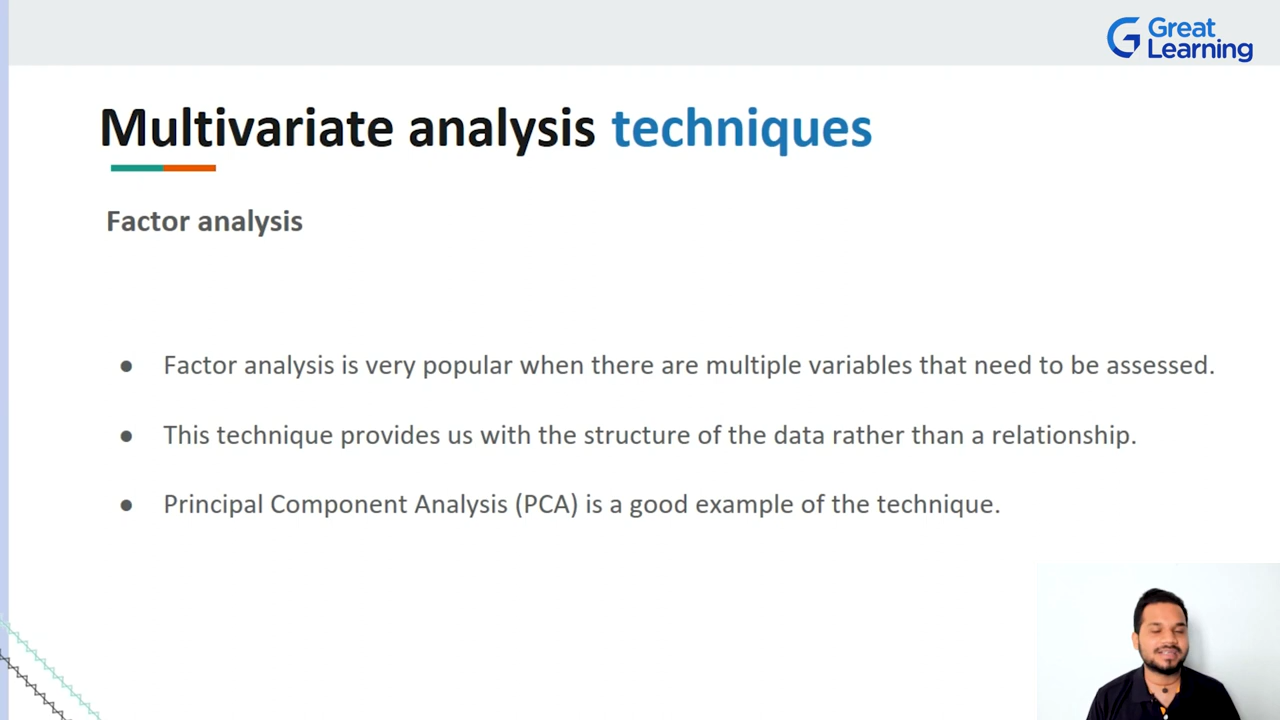 Great
Learning
Multivariate analysis techniques
Factor analysis
● Factor analysis is very popular when there are multiple variables that need to be assessed.
● This technique provides us with the structure of the data rather than a relationship.
● Principal Component Analysis (PCA) is a good example of the technique.